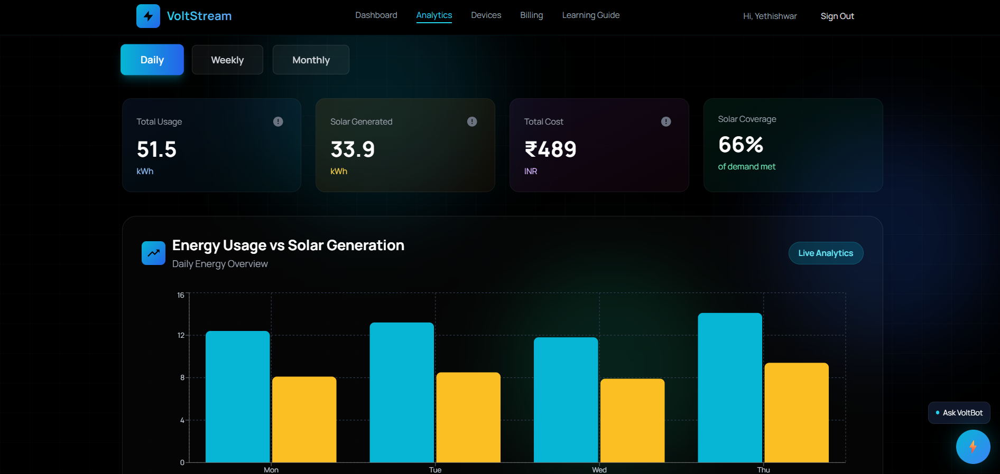 VoltStream
Dashboard
Analytics
Devices
Billing
Learning Guide
Hi, Yethishwar
Sign Out
Daily
Weekly
Monthly
Total Usage
51.5
kWh
Solar Generated
33.9
kWh
Total Cost
₹489
INR
Solar Coverage
66%
of demand met
Energy Usage vs Solar Generation
Daily Energy Overview
Live Analytics
16
12
8
4
0
Mon
Tue
Wed
Thu
Ask VoltBot